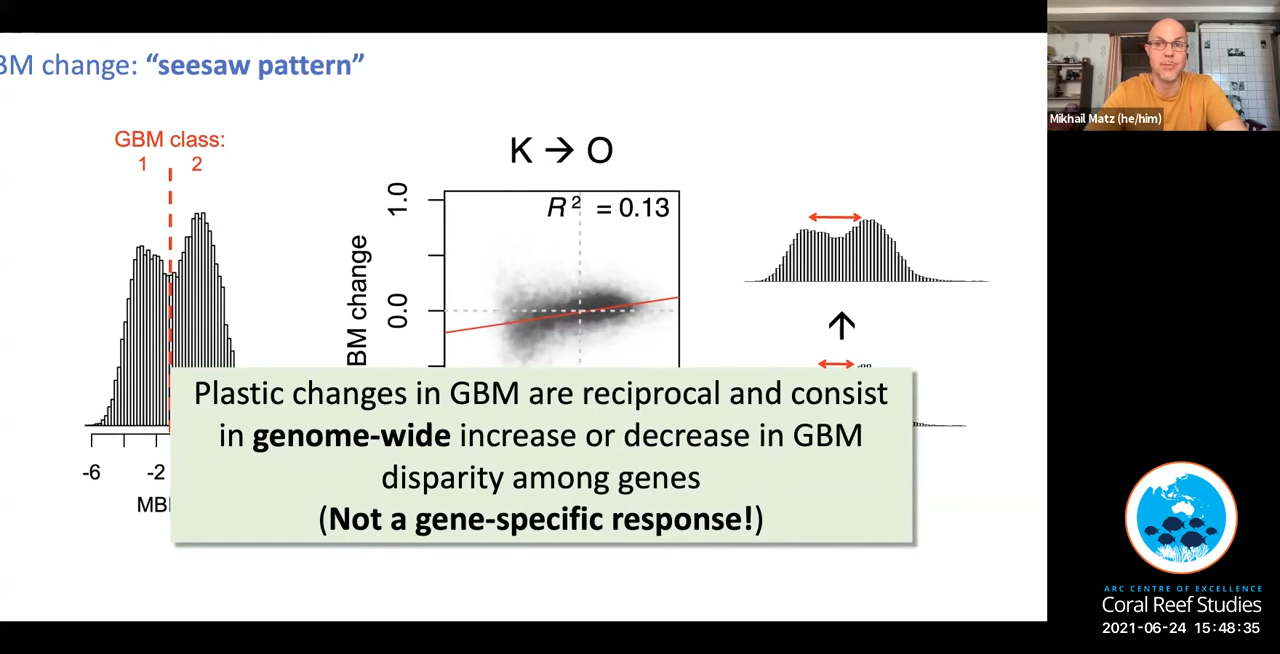 BM change: “seesaw pattern”
Mikhail Matz (he/him)
GBM class:
1 2
K → O
R² = 0.13
1.0
0.0
BM change
-6 -2
MB
Plastic changes in GBM are reciprocal and consist
in genome-wide increase or decrease in GBM
disparity among genes
(Not a gene-specific response!)
ARC CENTRE OF EXCELLENCE
Coral Reef Studies
2021-06-24 15:48:35